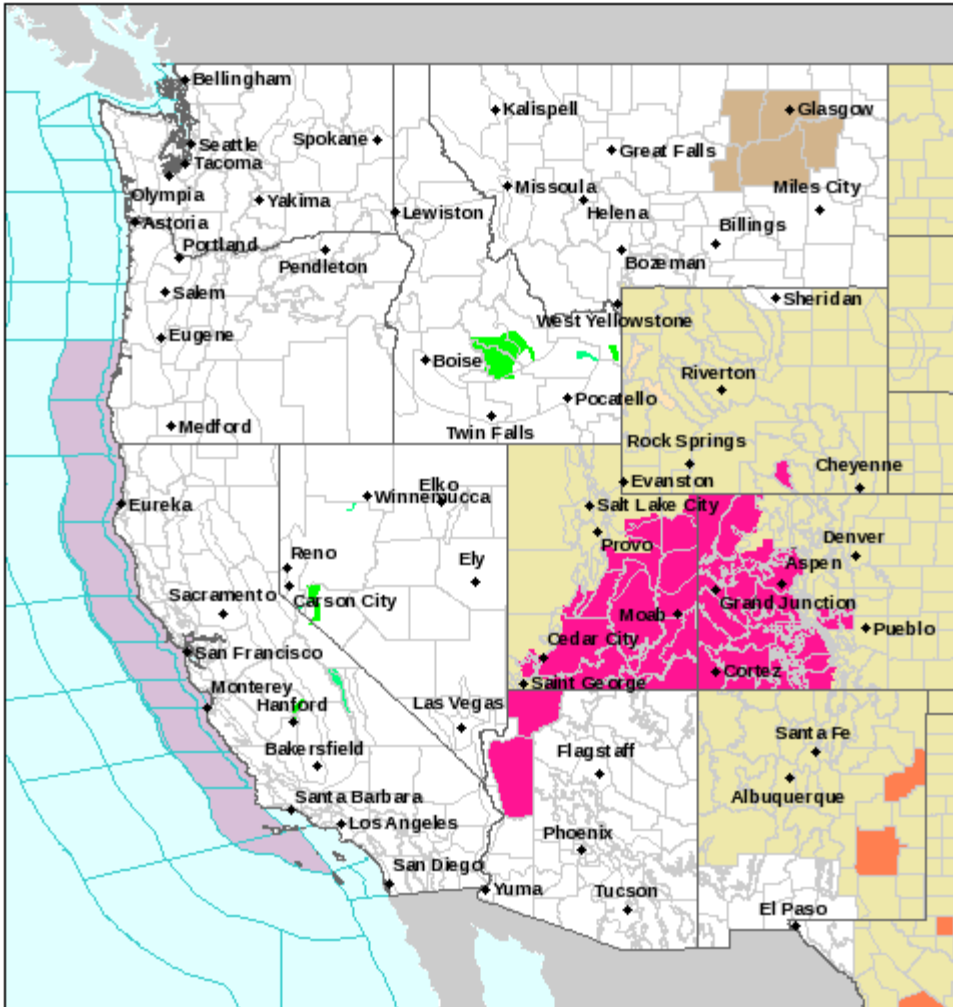 Bellingham
Kalispell
Glasgow
Seattle
Spokane
Great Falls
Tacoma
Missoula
Miles City
Olympia
Yakima
Helena
Lewiston
Astoria
Billings
Portland
Pendleton
Bozeman
Salem
Sheridan
West Yellowstone
Eugene
Boise
Riverton
Pocatello
Medford
Twin Falls
Rock Springs
Cheyenne
Evanston
Elko
Winnemucca
Eureka
Salt Lake City
Denver
Provo
Reno
Ely
Aspen
Sacramento
Carson City
Grand Junction
Moab
Pueblo
Cedar City
San Francisco
Cortez
Saint George
Monterey
Hanford
Las Vegas
Santa Fe
Bakersfield
Flagstaff
Albuquerque
Santa Barbara
Los Angeles
Phoenix
San Diego
Yuma
Tucson
El Paso